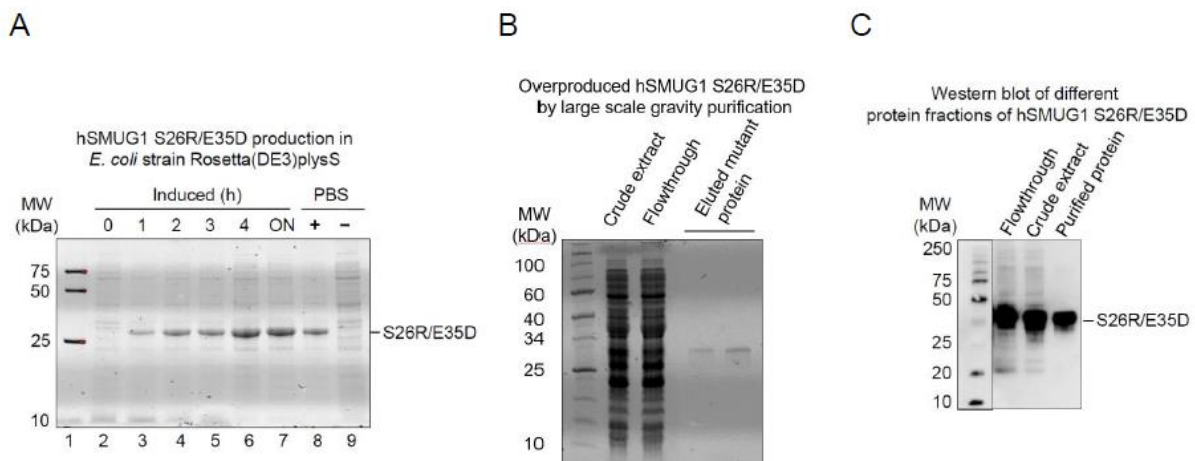 A
hSMUG1 S26R/E35D production in
E. coli strain Rosetta(DE3)plysS
Induced (h) PBS
MW
(kDa)
0 1 2 3 4 ON + –
75
50
25
10
S26R/E35D
1 2 3 4 5 6 7 8 9
B
Overproduced hSMUG1 S26R/E35D
by large scale gravity purification
Crude extract
Flowthrough
Eluted mutant
protein
MW
(kDa)
100
60
40
34
25
10
C
Western blot of different
protein fractions of hSMUG1 S26R/E35D
Flowthrough
Crude extract
Purified protein
MW
(kDa)
250
75
50
25
20
10
S26R/E35D